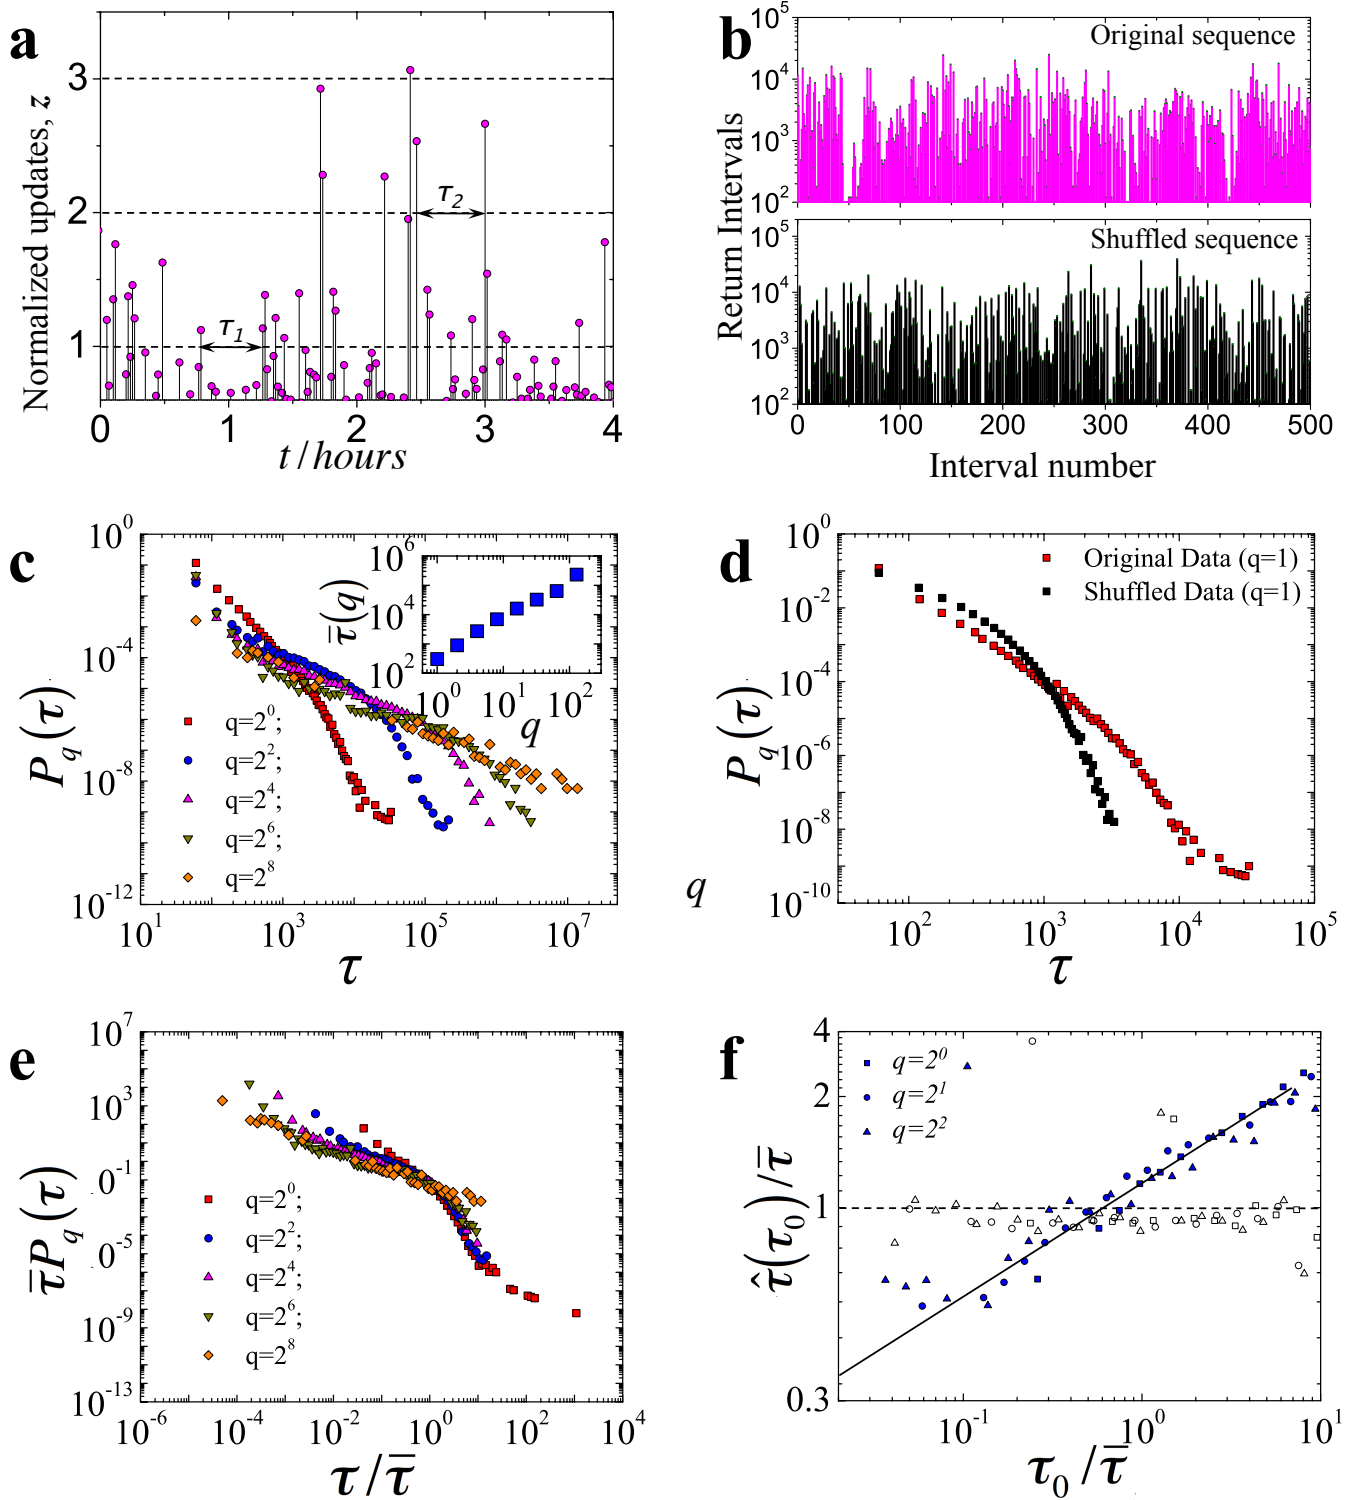 a
Normalized updates, z
3
2
1
τ1
τ2
0 1 2 3 4
t / hours
b
Return Intervals
10^5
10^4
10^3
10^2
Original sequence
10^5
10^4
10^3
10^2
Shuffled sequence
0 100 200 300 400 500
Interval number
c
P_q(τ)
10^0
10^-4
10^-8
10^-12
q=2^0;
q=2^2;
q=2^4;
q=2^6;
q=2^8
10^1 10^3 10^5 10^7
τ
τ̄(q)
10^6
10^4
10^2
10^0 10^1 10^2
q
d
P_q(τ)
10^0
10^-2
10^-4
10^-6
10^-8
10^-10
Original Data (q=1)
Shuffled Data (q=1)
q
10^2 10^3 10^4 10^5
τ
e
τ̄P_q(τ)
10^7
10^3
10^-1
10^-5
10^-9
10^-13
q=2^0;
q=2^2;
q=2^4;
q=2^6;
q=2^8
10^-6 10^-4 10^-2 10^0 10^2 10^4
τ/τ̄
f
τ̂(τ0)/τ̄
4
2
1
0.3
q=2^0
q=2^1
q=2^2
10^-1 10^0 10^1
τ0/τ̄